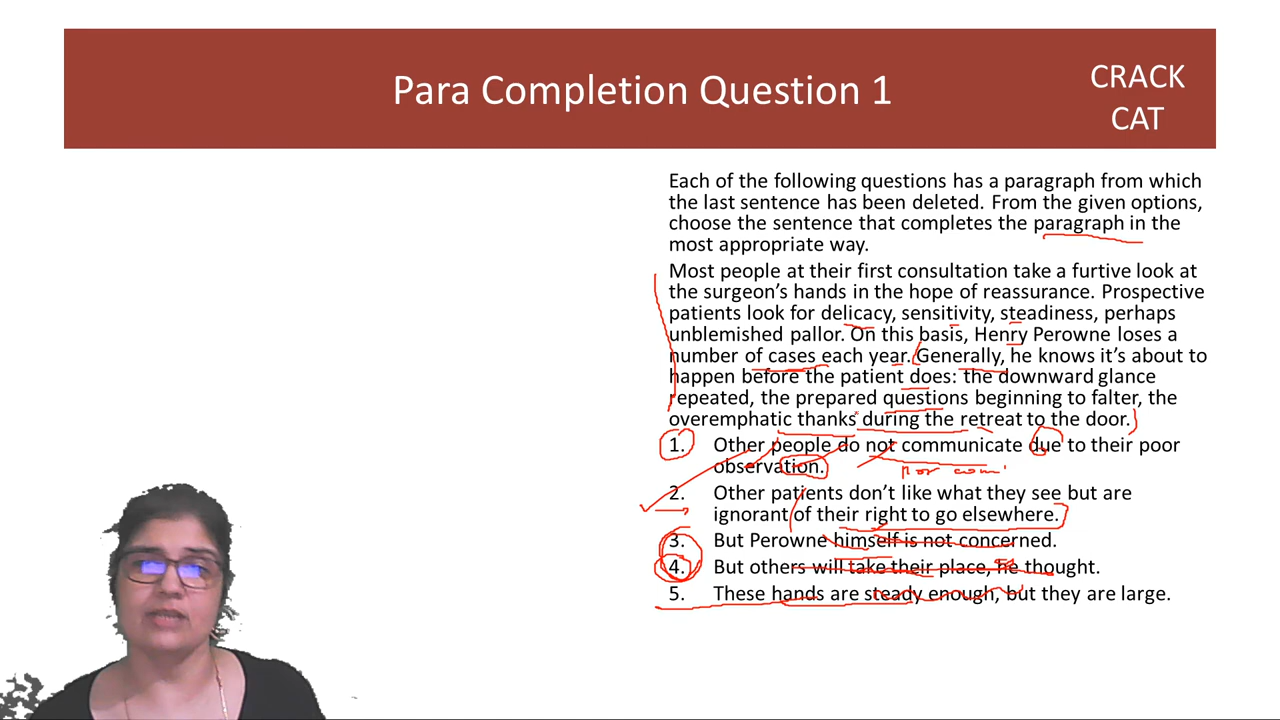 Para Completion Question 1
CRACK
CAT
Each of the following questions has a paragraph from which
the last sentence has been deleted. From the given options,
choose the sentence that completes the paragraph in the
most appropriate way.
Most people at their first consultation take a furtive look at
the surgeon’s hands in the hope of reassurance. Prospective
patients look for delicacy, sensitivity, steadiness, perhaps
unblemished pallor. On this basis, Henry Perowne loses a
number of cases each year. Generally, he knows it’s about to
happen before the patient does: the downward glance
repeated, the prepared questions beginning to falter, the
overemphatic thanks during the retreat to the door.
1. Other people do not communicate due to their poor
observation.
2. Other patients don’t like what they see but are
ignorant of their right to go elsewhere.
3. But Perowne himself is not concerned.
4. But others will take their place, he thought.
5. These hands are steady enough, but they are large.